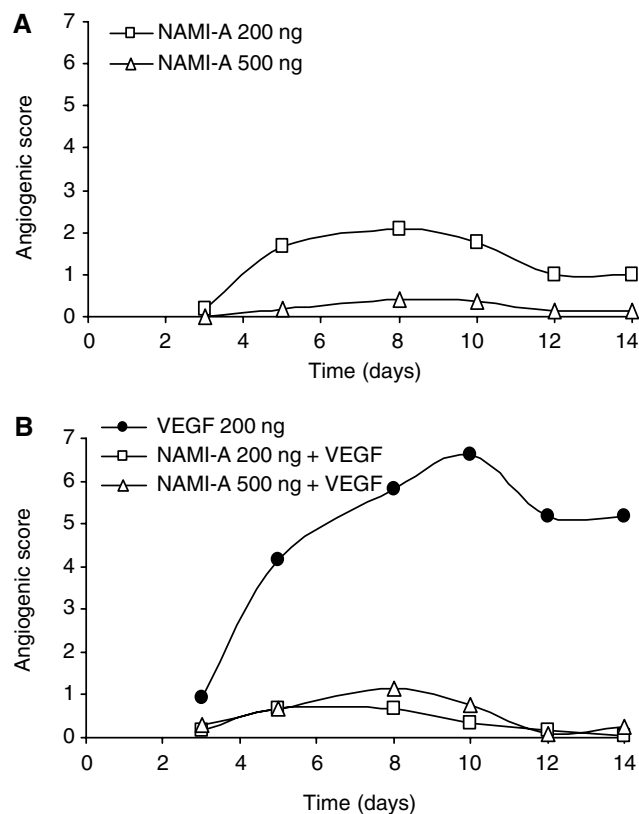 A
NAMI-A 200 ng
NAMI-A 500 ng
Angiogenic score
7
6
5
4
3
2
1
0
0 2 4 6 8 10 12 14
Time (days)
B
VEGF 200 ng
NAMI-A 200 ng + VEGF
NAMI-A 500 ng + VEGF
Angiogenic score
7
6
5
4
3
2
1
0
0 2 4 6 8 10 12 14
Time (days)